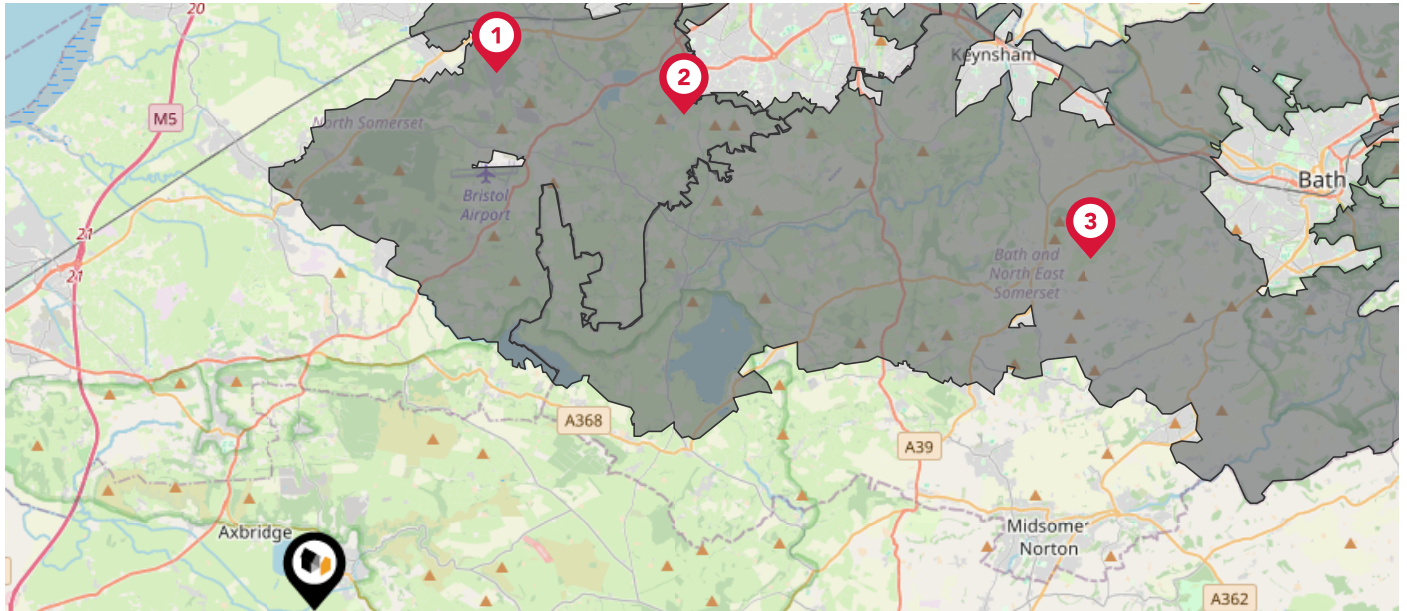 20
1
Keynsham
2
M5
North Somerset
Bath
Bristol
Airport
3
21
Bath and
North East
Somerset
21
A368
A39
Axbridge
Midsomer
Norton
A362